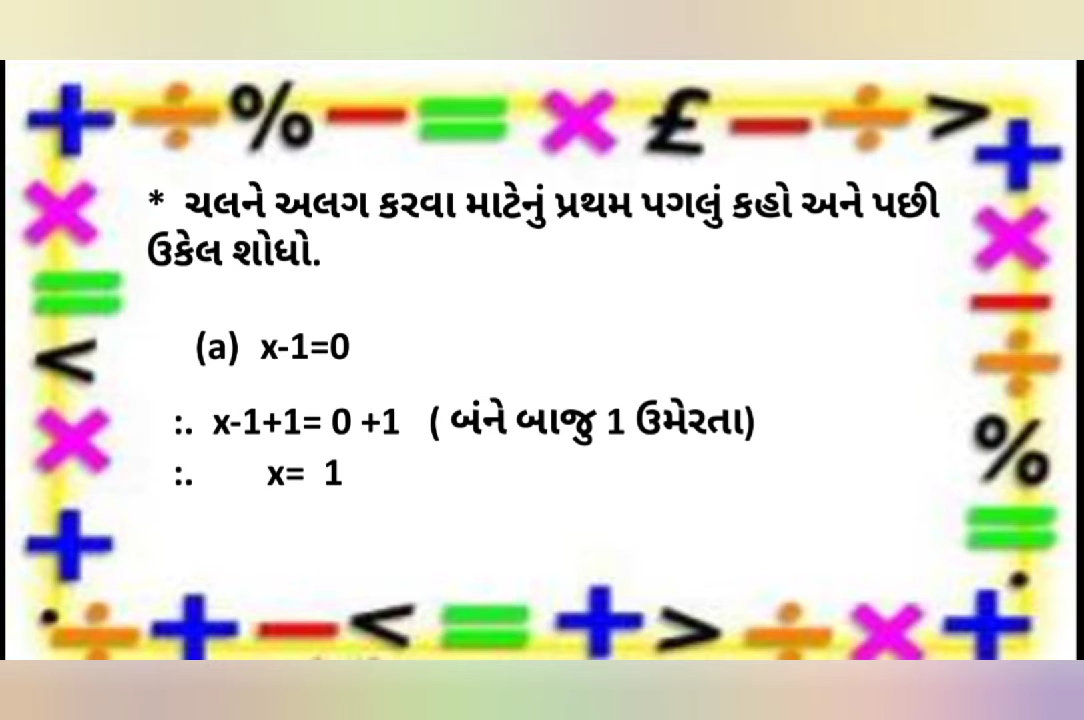 * ચલને અલગ કરવા માટેનું પ્રથમ પગલું કહો અને પછી
ઉકેલ શોધો.
(a) x-1=0
:. x-1+1= 0 +1 ( બંને બાજુ 1 ઉમેરતા)
:. x= 1